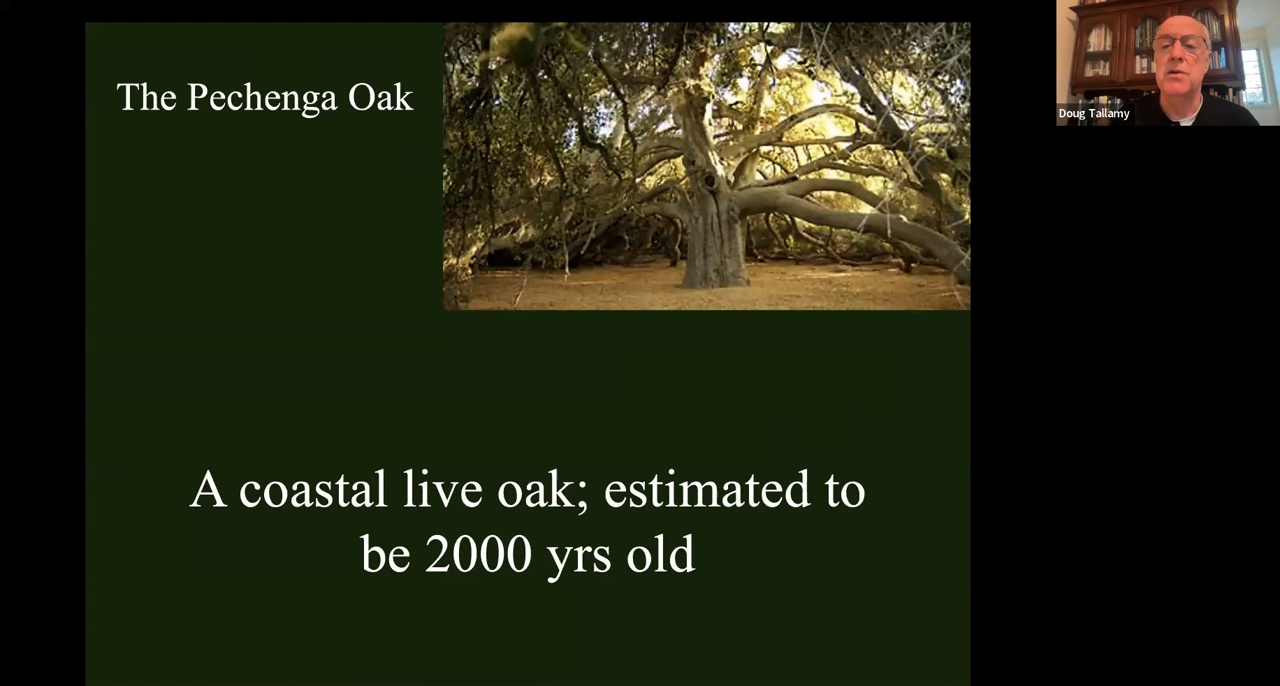 The Pechenga Oak
Doug Tallamy
A coastal live oak; estimated to
be 2000 yrs old